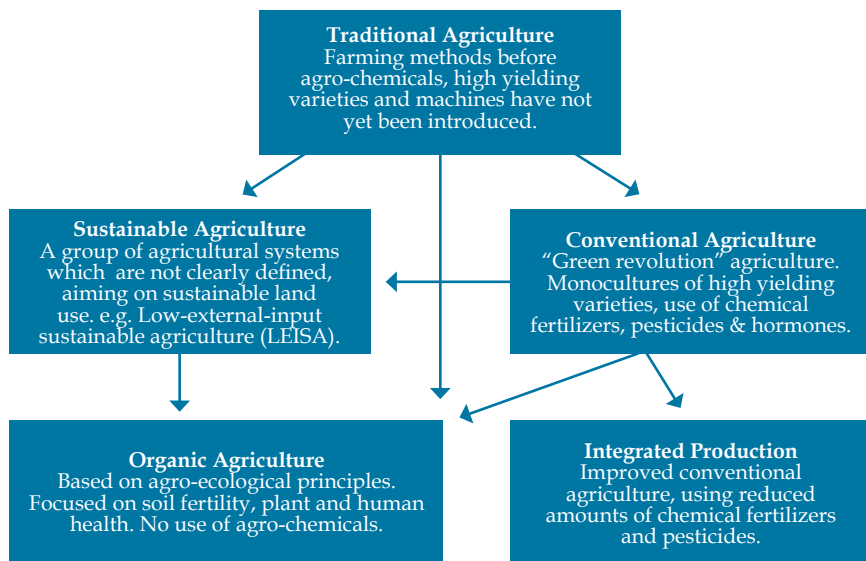 Traditional Agriculture
Farming methods before
agro-chemicals, high yielding
varieties and machines have not
yet been introduced.
Sustainable Agriculture
A group of agricultural systems
which are not clearly defined,
aiming on sustainable land
use. e.g. Low-external-input
sustainable agriculture (LEISA).
Conventional Agriculture
“Green revolution” agriculture.
Monocultures of high yielding
varieties, use of chemical
fertilizers, pesticides & hormones.
Organic Agriculture
Based on agro-ecological principles.
Focused on soil fertility, plant and human
health. No use of agro-chemicals.
Integrated Production
Improved conventional
agriculture, using reduced
amounts of chemical fertilizers
and pesticides.